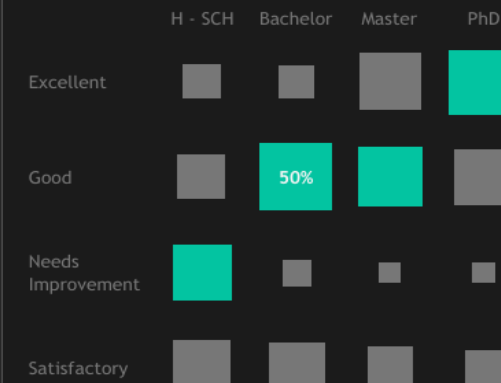 H - SCH Bachelor Master PhD
Excellent
Good 50%
Needs
Improvement
Satisfactory